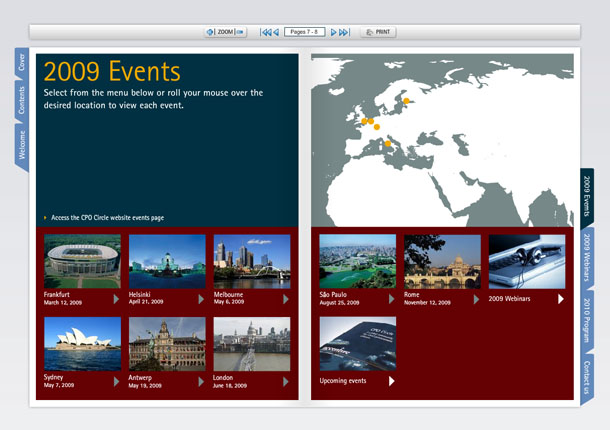 ZOOM
Pages 7 - 8
PRINT
Cover
Contents
Welcome
2009 Events
Select from the menu below or roll your mouse over the
desired location to view each event.
Access the CPO Circle website events page
Frankfurt
March 12, 2009
Helsinki
April 21, 2009
Melbourne
May 6, 2009
Sydney
May 7, 2009
Antwerp
May 19, 2009
London
June 18, 2009
São Paulo
August 25, 2009
Rome
November 12, 2009
2009 Webinars
CPO Circle
accenture
Upcoming events
2009 Events
2009 Webinars
2010 Program
Contact us